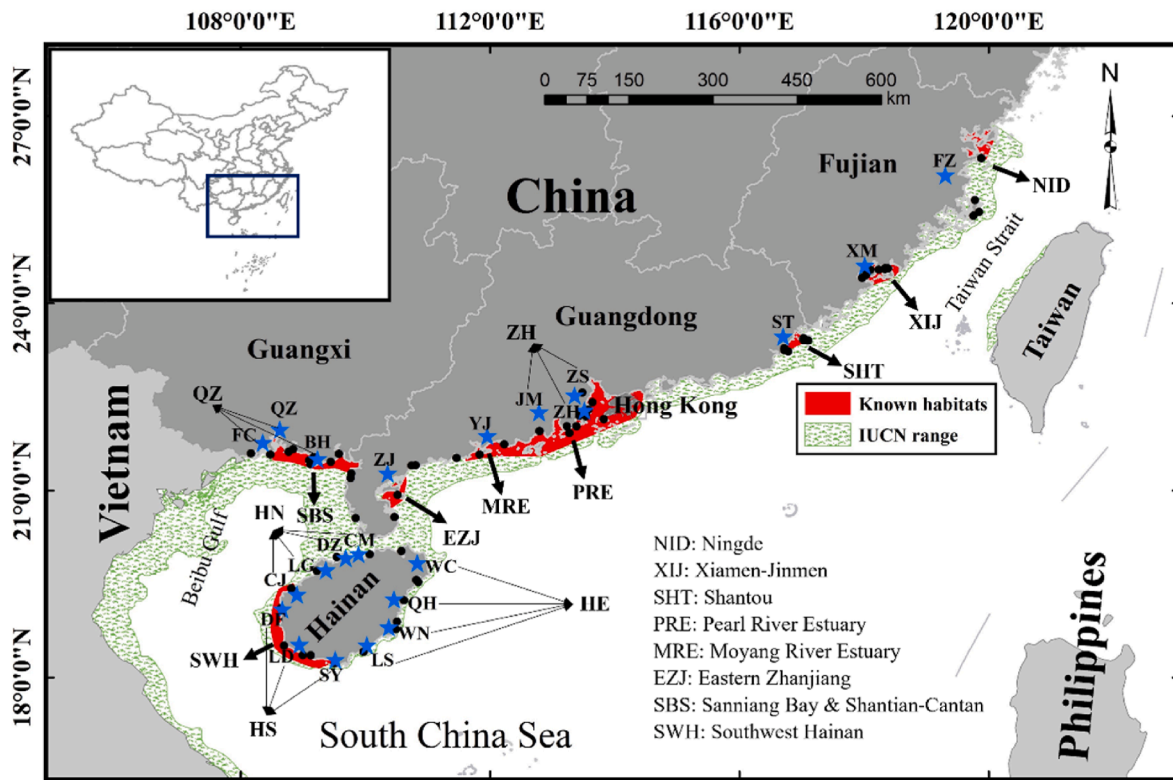 108°0'0"E 112°0'0"E 116°0'0"E 120°0'0"E
27°0'0"N
24°0'0"N
21°0'0"N
18°0'0"N
0 75 150 300 450 600
km
N
China
Fujian
FZ
NID
XM
XIJ
Taiwan Strait
Taiwan
Guangdong
ST
SHT
ZH
ZS
JM
ZH
Hong Kong
YJ
PRE
MRE
Guangxi
QZ
QZ
FC
BH
ZJ
SBS
EZJ
Vietnam
Beibu Gulf
HN
CM
DZ
LG
WC
CJ
QH
HE
DF
Hainan
WN
SWH
LD
LS
SY
HS
South China Sea
Philippines
Known habitats
IUCN range
NID: Ningde
XIJ: Xiamen-Jinmen
SHT: Shantou
PRE: Pearl River Estuary
MRE: Moyang River Estuary
EZJ: Eastern Zhanjiang
SBS: Sanniang Bay & Shantian-Cantan
SWH: Southwest Hainan